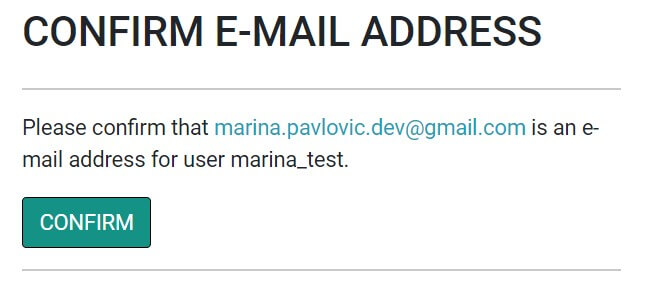 CONFIRM E-MAIL ADDRESS
Please confirm that marina.pavlovic.dev@gmail.com is an e-
mail address for user marina_test.
CONFIRM